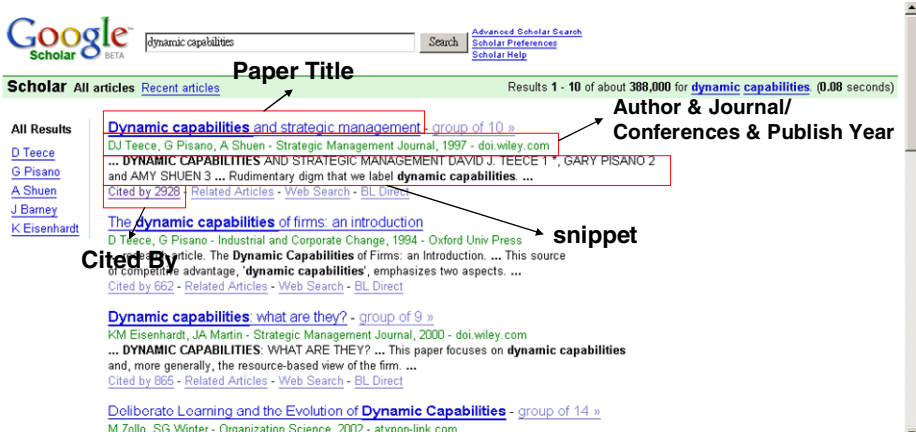 Google
Scholar BETA
dynamic capabilities
Search
Advanced Scholar Search
Scholar Preferences
Scholar Help
Paper Title
Scholar All articles Recent articles
Results 1 - 10 of about 388,000 for dynamic capabilities. (0.08 seconds)
Author & Journal/
Conferences & Publish Year
All Results
D Teece
G Pisano
A Shuen
J Barney
K Eisenhardt
Dynamic capabilities and strategic management - group of 10 »
DJ Teece, G Pisano, A Shuen - Strategic Management Journal, 1997 - doi.wiley.com
... DYNAMIC CAPABILITIES AND STRATEGIC MANAGEMENT DAVID J. TEECE 1 *, GARY PISANO 2
and AMY SHUEN 3 ... Rudimentary digm that we label dynamic capabilities. ...
Cited by 2928 - Related Articles - Web Search - BL Direct
The dynamic capabilities of firms: an introduction
D Teece, G Pisano - Industrial and Corporate Change, 1994 - Oxford Univ Press
snippet
Cited By
... research article. The Dynamic Capabilities of Firms: an Introduction. ... This source
of competitive advantage, 'dynamic capabilities', emphasizes two aspects. ...
Cited by 662 - Related Articles - Web Search - BL Direct
Dynamic capabilities: what are they? - group of 9 »
KM Eisenhardt, JA Martin - Strategic Management Journal, 2000 - doi.wiley.com
... DYNAMIC CAPABILITIES: WHAT ARE THEY? ... This paper focuses on dynamic capabilities
and, more generally, the resource-based view of the firm. ...
Cited by 865 - Related Articles - Web Search - BL Direct
Deliberate Learning and the Evolution of Dynamic Capabilities - group of 14 »
M Zollo, SG Winter - Organization Science, 2002 - atypon-link.com